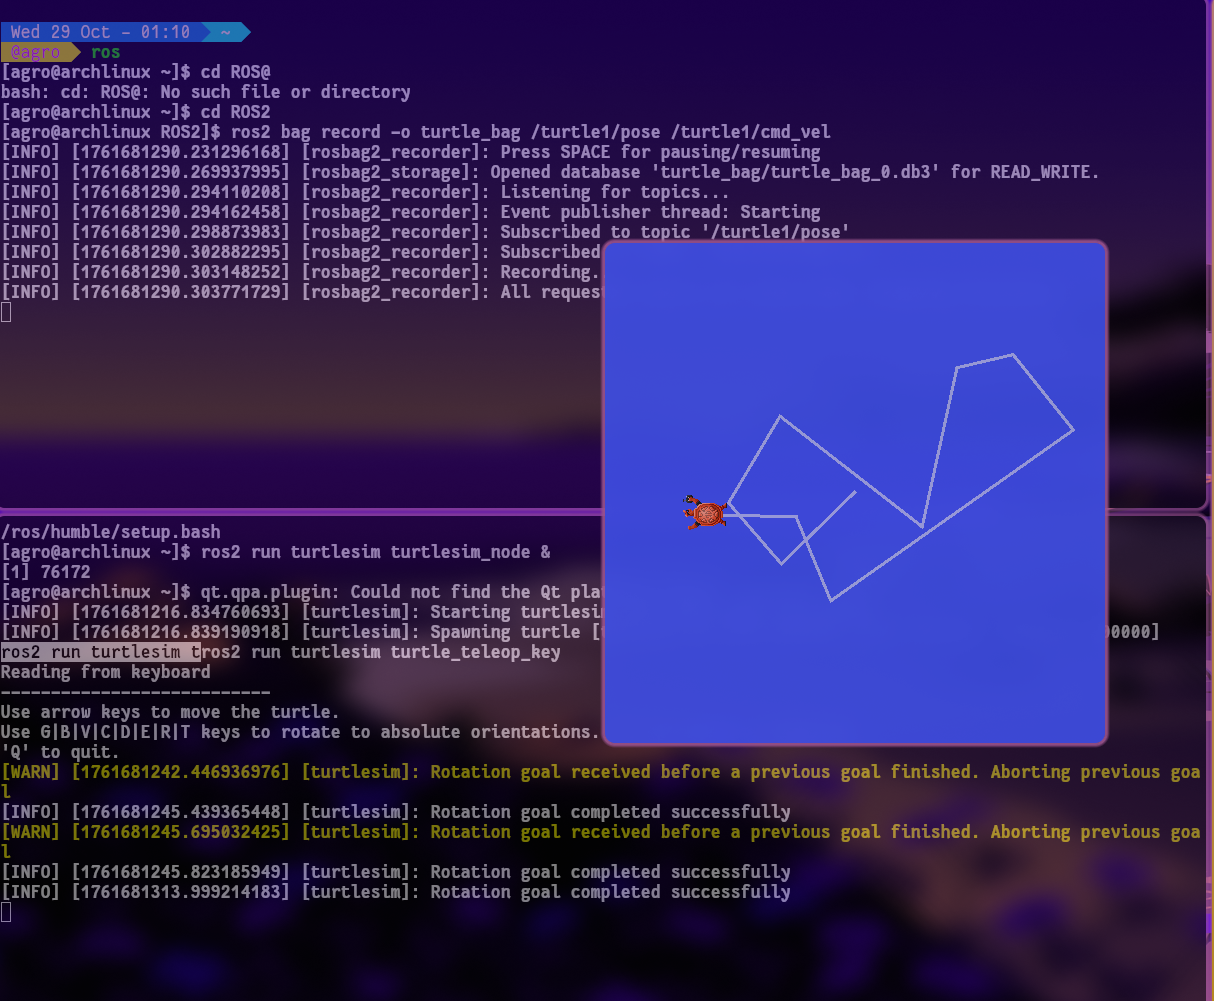 Wed 29 Oct - 01:10 ~
@agro ros
[agro@archlinux ~]$ cd ROS@
bash: cd: ROS@: No such file or directory
[agro@archlinux ~]$ cd ROS2
[agro@archlinux ROS2]$ ros2 bag record -o turtle_bag /turtle1/pose /turtle1/cmd_vel
[INFO] [1761681290.231296168] [rosbag2_recorder]: Press SPACE for pausing/resuming
[INFO] [1761681290.269937995] [rosbag2_storage]: Opened database 'turtle_bag/turtle_bag_0.db3' for READ_WRITE.
[INFO] [1761681290.294110208] [rosbag2_recorder]: Listening for topics...
[INFO] [1761681290.294162458] [rosbag2_recorder]: Event publisher thread: Starting
[INFO] [1761681290.298873983] [rosbag2_recorder]: Subscribed to topic '/turtle1/pose'
[INFO] [1761681290.302882295] [rosbag2_recorder]: Subscribed
[INFO] [1761681290.303148252] [rosbag2_recorder]: Recording.
[INFO] [1761681290.303771729] [rosbag2_recorder]: All reques
/ros/humble/setup.bash
[agro@archlinux ~]$ ros2 run turtlesim turtlesim_node &
[1] 76172
[agro@archlinux ~]$ qt.qpa.plugin: Could not find the Qt pla
[INFO] [1761681216.834760693] [turtlesim]: Starting turtlesi
[INFO] [1761681216.839190918] [turtlesim]: Spawning turtle [ 00000]
ros2 run turtlesim tros2 run turtlesim turtle_teleop_key
Reading from keyboard
---------------------------
Use arrow keys to move the turtle.
Use G|B|V|C|D|E|R|T keys to rotate to absolute orientations.
'Q' to quit.
[WARN] [1761681242.446936976] [turtlesim]: Rotation goal received before a previous goal finished. Aborting previous goa
l
[INFO] [1761681245.439365448] [turtlesim]: Rotation goal completed successfully
[WARN] [1761681245.695032425] [turtlesim]: Rotation goal received before a previous goal finished. Aborting previous goa
l
[INFO] [1761681245.823185949] [turtlesim]: Rotation goal completed successfully
[INFO] [1761681313.999214183] [turtlesim]: Rotation goal completed successfully